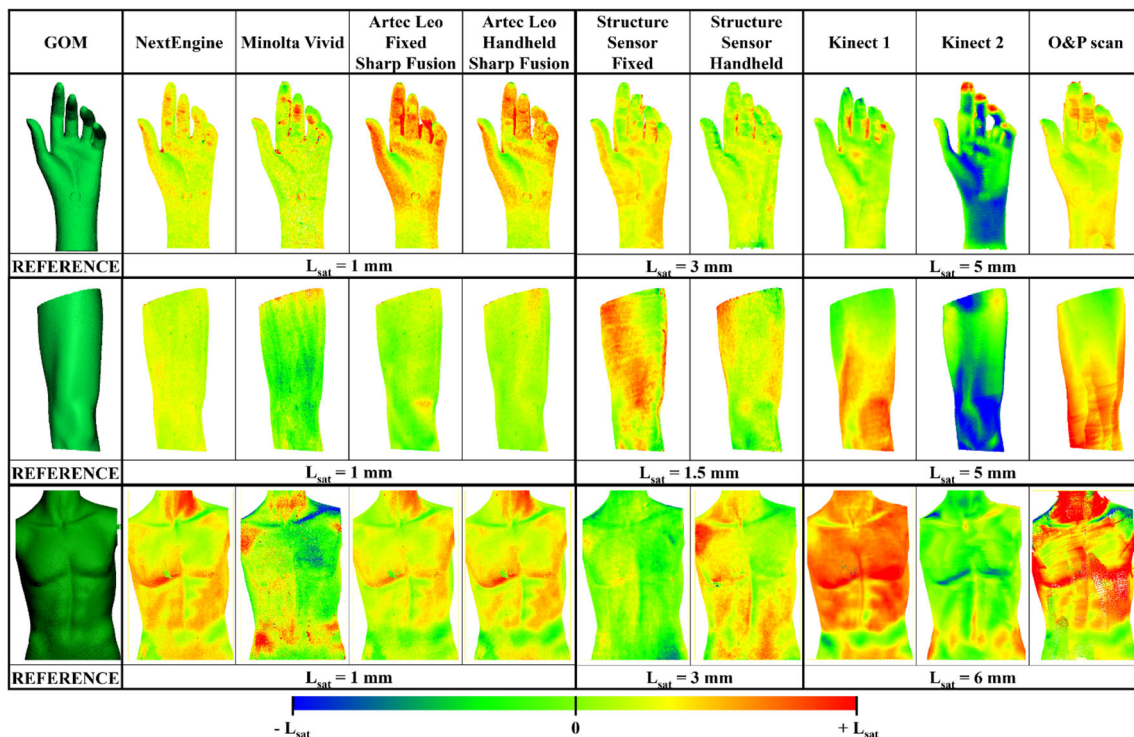 GOM
NextEngine
Minolta Vivid
Artec Leo
Fixed
Sharp Fusion
Artec Leo
Handheld
Sharp Fusion
Structure
Sensor
Fixed
Structure
Sensor
Handheld
Kinect 1
Kinect 2
O&P scan
REFERENCE
Lsat = 1 mm
Lsat = 3 mm
Lsat = 5 mm
REFERENCE
Lsat = 1 mm
Lsat = 1.5 mm
Lsat = 5 mm
REFERENCE
Lsat = 1 mm
Lsat = 3 mm
Lsat = 6 mm
- Lsat
0
+ Lsat